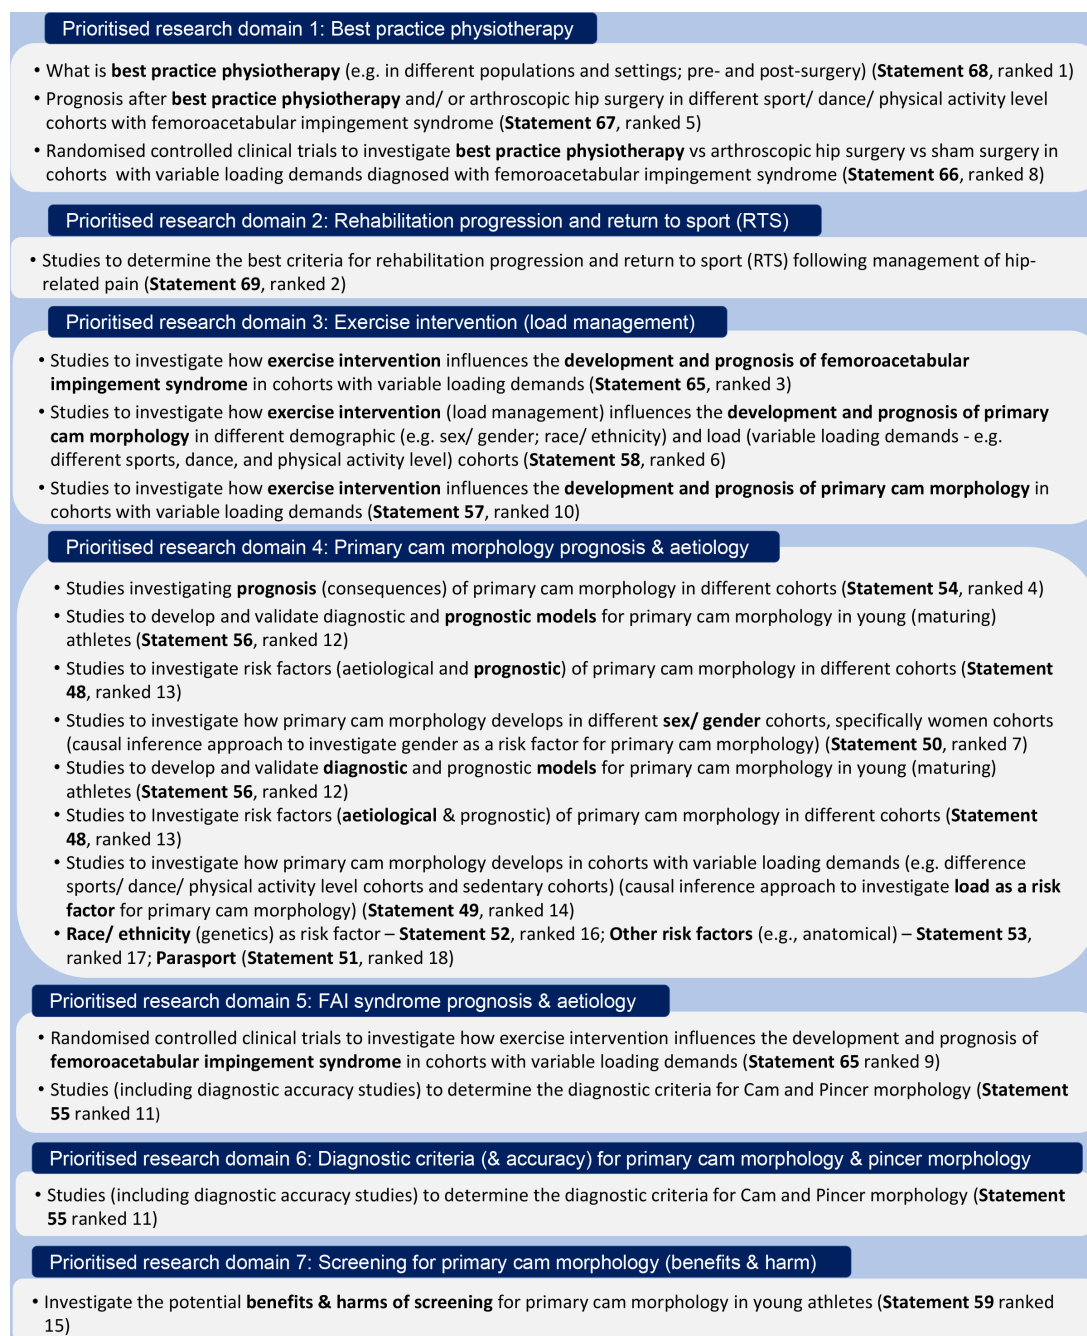 Prioritised research domain 1: Best practice physiotherapy
• What is best practice physiotherapy (e.g. in different populations and settings; pre- and post-surgery) (Statement 68, ranked 1)
• Prognosis after best practice physiotherapy and/ or arthroscopic hip surgery in different sport/ dance/ physical activity level
cohorts with femoroacetabular impingement syndrome (Statement 67, ranked 5)
• Randomised controlled clinical trials to investigate best practice physiotherapy vs arthroscopic hip surgery vs sham surgery in
cohorts with variable loading demands diagnosed with femoroacetabular impingement syndrome (Statement 66, ranked 8)
Prioritised research domain 2: Rehabilitation progression and return to sport (RTS)
• Studies to determine the best criteria for rehabilitation progression and return to sport (RTS) following management of hip-
related pain (Statement 69, ranked 2)
Prioritised research domain 3: Exercise intervention (load management)
• Studies to investigate how exercise intervention influences the development and prognosis of femoroacetabular
impingement syndrome in cohorts with variable loading demands (Statement 65, ranked 3)
• Studies to investigate how exercise intervention (load management) influences the development and prognosis of primary
cam morphology in different demographic (e.g. sex/ gender; race/ ethnicity) and load (variable loading demands - e.g.
different sports, dance, and physical activity level) cohorts (Statement 58, ranked 6)
• Studies to investigate how exercise intervention influences the development and prognosis of primary cam morphology in
cohorts with variable loading demands (Statement 57, ranked 10)
Prioritised research domain 4: Primary cam morphology prognosis & aetiology
• Studies investigating prognosis (consequences) of primary cam morphology in different cohorts (Statement 54, ranked 4)
• Studies to develop and validate diagnostic and prognostic models for primary cam morphology in young (maturing)
athletes (Statement 56, ranked 12)
• Studies to investigate risk factors (aetiological and prognostic) of primary cam morphology in different cohorts (Statement
48, ranked 13)
• Studies to investigate how primary cam morphology develops in different sex/ gender cohorts, specifically women cohorts
(causal inference approach to investigate gender as a risk factor for primary cam morphology) (Statement 50, ranked 7)
• Studies to develop and validate diagnostic and prognostic models for primary cam morphology in young (maturing)
athletes (Statement 56, ranked 12)
• Studies to Investigate risk factors (aetiological & prognostic) of primary cam morphology in different cohorts (Statement
48, ranked 13)
• Studies to investigate how primary cam morphology develops in cohorts with variable loading demands (e.g. difference
sports/ dance/ physical activity level cohorts and sedentary cohorts) (causal inference approach to investigate load as a risk
factor for primary cam morphology) (Statement 49, ranked 14)
• Race/ ethnicity (genetics) as risk factor – Statement 52, ranked 16; Other risk factors (e.g., anatomical) – Statement 53,
ranked 17; Parasport (Statement 51, ranked 18)
Prioritised research domain 5: FAI syndrome prognosis & aetiology
• Randomised controlled clinical trials to investigate how exercise intervention influences the development and prognosis of
femoroacetabular impingement syndrome in cohorts with variable loading demands (Statement 65 ranked 9)
• Studies (including diagnostic accuracy studies) to determine the diagnostic criteria for Cam and Pincer morphology (Statement
55 ranked 11)
Prioritised research domain 6: Diagnostic criteria (& accuracy) for primary cam morphology & pincer morphology
• Studies (including diagnostic accuracy studies) to determine the diagnostic criteria for Cam and Pincer morphology (Statement
55 ranked 11)
Prioritised research domain 7: Screening for primary cam morphology (benefits & harm)
• Investigate the potential benefits & harms of screening for primary cam morphology in young athletes (Statement 59 ranked
15)